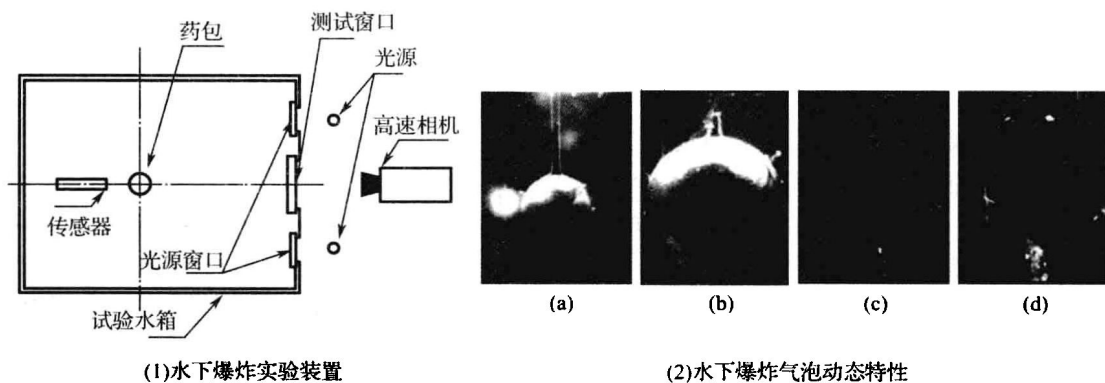 药包
测试窗口
光源
高速相机
传感器
光源窗口
试验水箱
(a)
(b)
(c)
(d)
(1)水下爆炸实验装置
(2)水下爆炸气泡动态特性